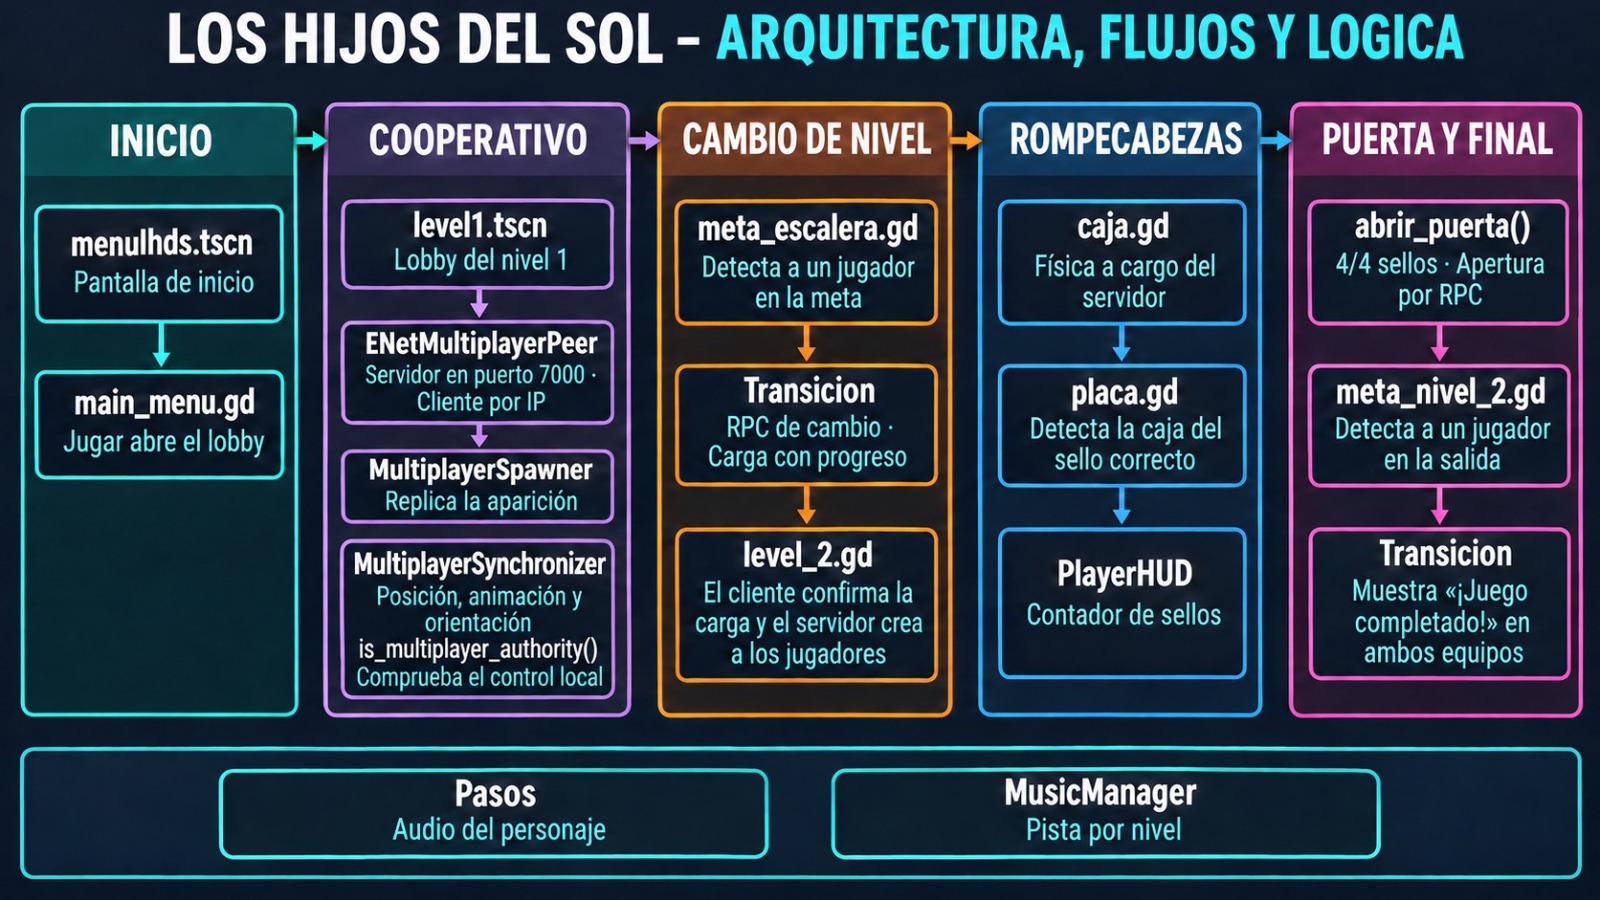 LOS HIJOS DEL SOL – ARQUITECTURA, FLUJOS Y LOGICA
INICIO
menulhds.tscn
Pantalla de inicio
main_menu.gd
Jugar abre el lobby
COOPERATIVO
level1.tscn
Lobby del nivel 1
ENetMultiplayerPeer
Servidor en puerto 7000 ·
Cliente por IP
MultiplayerSpawner
Replica la aparición
MultiplayerSynchronizer
Posición, animación y
orientación
is_multiplayer_authority()
Comprueba el control local
CAMBIO DE NIVEL
meta_escalera.gd
Detecta a un jugador
en la meta
Transicion
RPC de cambio ·
Carga con progreso
level_2.gd
El cliente confirma la
carga y el servidor crea
a los jugadores
ROMPECABEZAS
caja.gd
Física a cargo del
servidor
placa.gd
Detecta la caja del
sello correcto
PlayerHUD
Contador de sellos
PUERTA Y FINAL
abrir_puerta()
4/4 sellos · Apertura
por RPC
meta_nivel_2.gd
Detecta a un jugador
en la salida
Transicion
Muestra «¡Juego
completado!» en
ambos equipos
Pasos
Audio del personaje
MusicManager
Pista por nivel